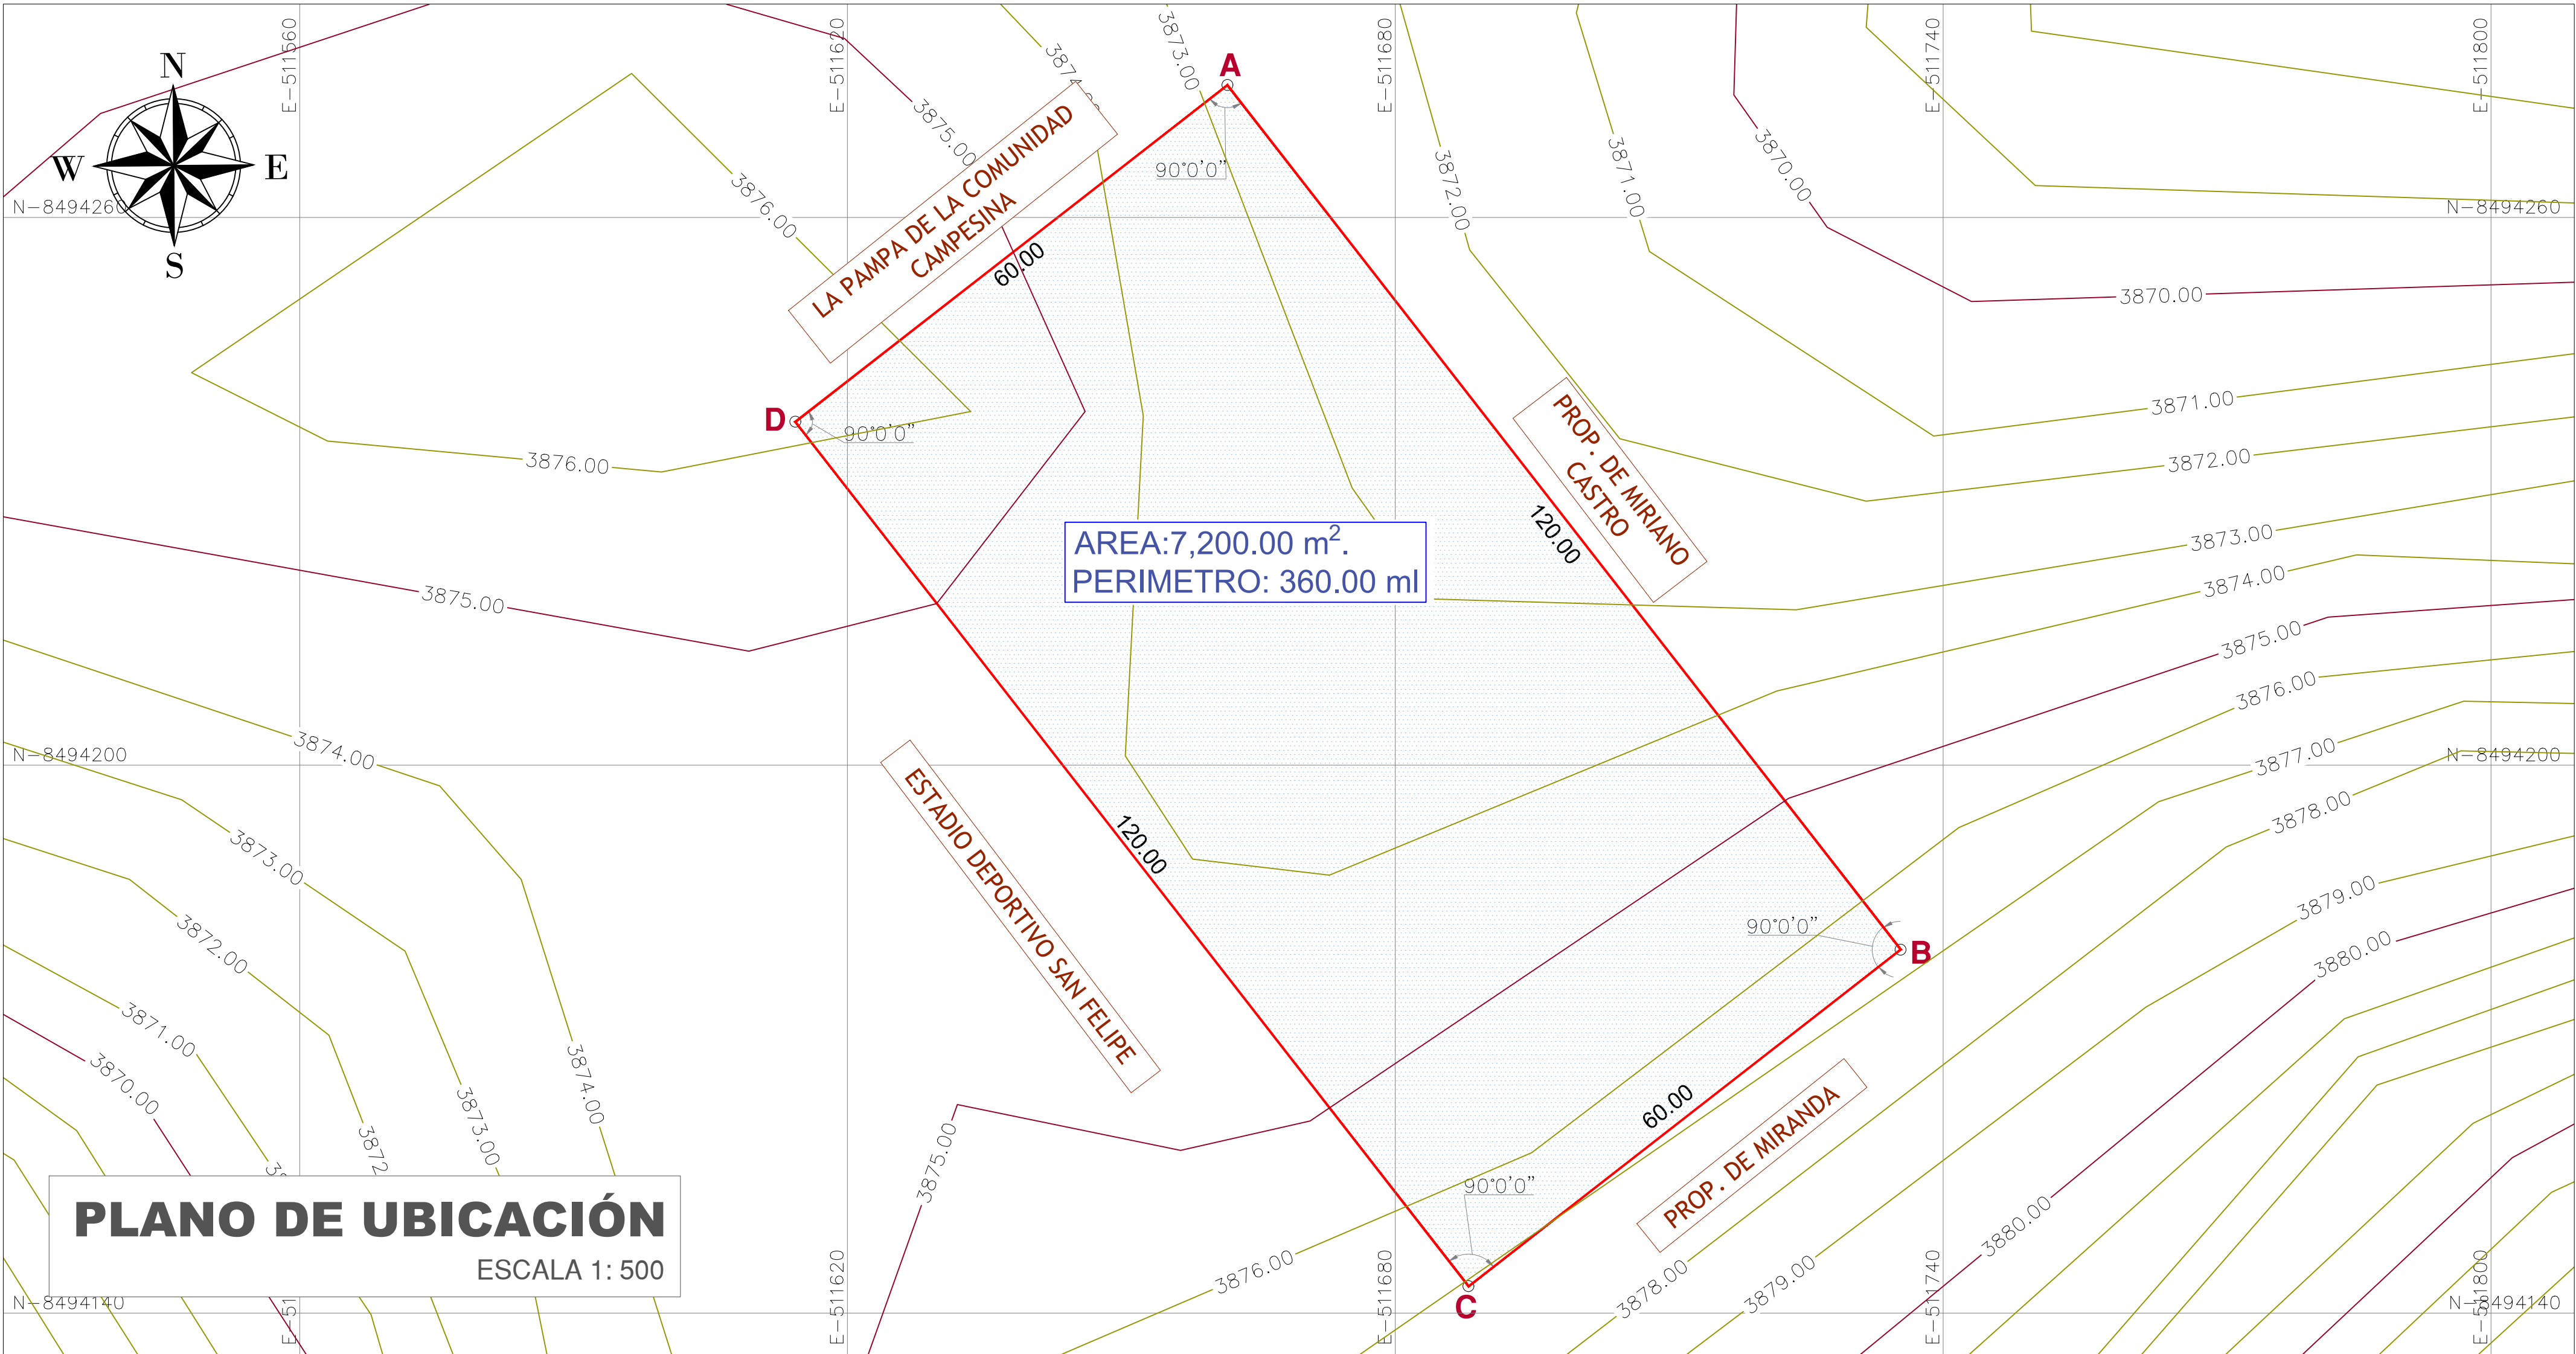 E-511560
E-511620
E-511680
E-511740
E-511800
N
W
E
S
N-8494260
N-8494260
3873.00
3875.00
3876.00
3872.00
3871.00
3870.00
3870.00
A
90°0'0"
LA PAMPA DE LA COMUNIDAD
CAMPESINA
60.00
D
90°0'0"
3876.00
3875.00
PROP. DE MIRIANO
CASTRO
120.00
3871.00
3872.00
3873.00
3874.00
3875.00
3876.00
3877.00
3878.00
3879.00
3880.00
AREA:7,200.00 m².
PERIMETRO: 360.00 ml
N-8494200
N-8494200
3874.00
3873.00
3872.00
3871.00
3870.00
3874.00
3873.00
3872
ESTADIO DEPORTIVO SAN FELIPE
120.00
90°0'0"
B
60.00
PROP. DE MIRANDA
90°0'0"
C
3875.00
3876.00
3878.00
3879.00
3880.00
PLANO DE UBICACIÓN
ESCALA 1: 500
N-8494140
N-8494140
E-511620
E-511680
E-511740
E-511800